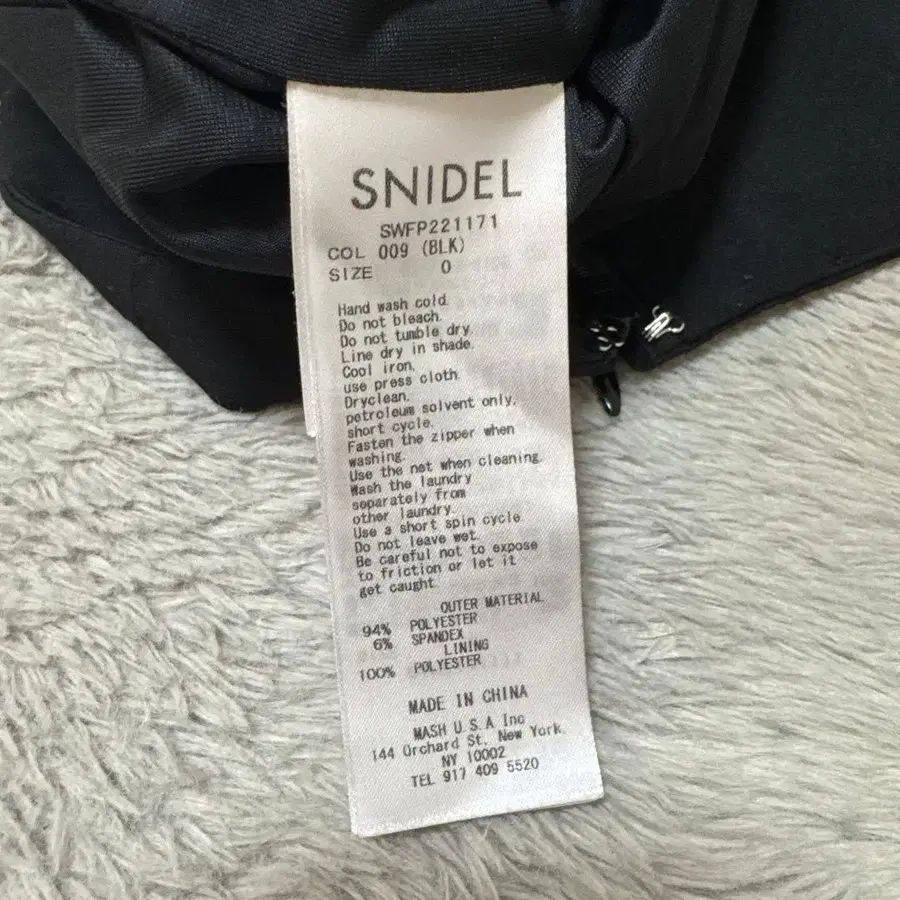 SNIDEL
SWFP221171
COL 009 (BLK)
SIZE 0
Hand wash cold.
Do not bleach.
Do not tumble dry.
Line dry in shade.
Cool iron,
use press cloth.
Dryclean.
petroleum solvent only,
short cycle.
Fasten the zipper when
washing.
Use the net when cleaning.
Wash the laundry
separately from
other laundry.
Use a short spin cycle
Do not leave wet.
Be careful not to expose
to friction or let it
get caught.
OUTER MATERIAL
94% POLYESTER
6% SPANDEX
LINING
100% POLYESTER
MADE IN CHINA
MASH U.S.A Inc
144 Orchard St, New York,
NY 10002
TEL 917 409 5520